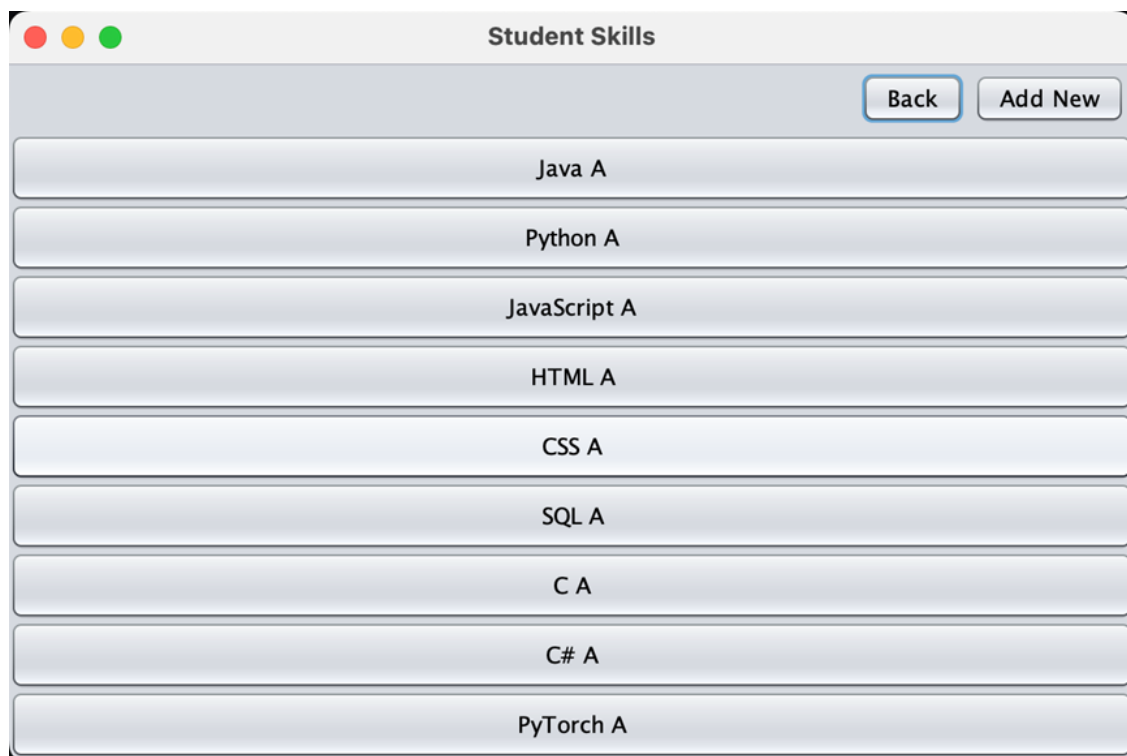 Student Skills
Back Add New
Java A
Python A
JavaScript A
HTML A
CSS A
SQL A
C A
C# A
PyTorch A